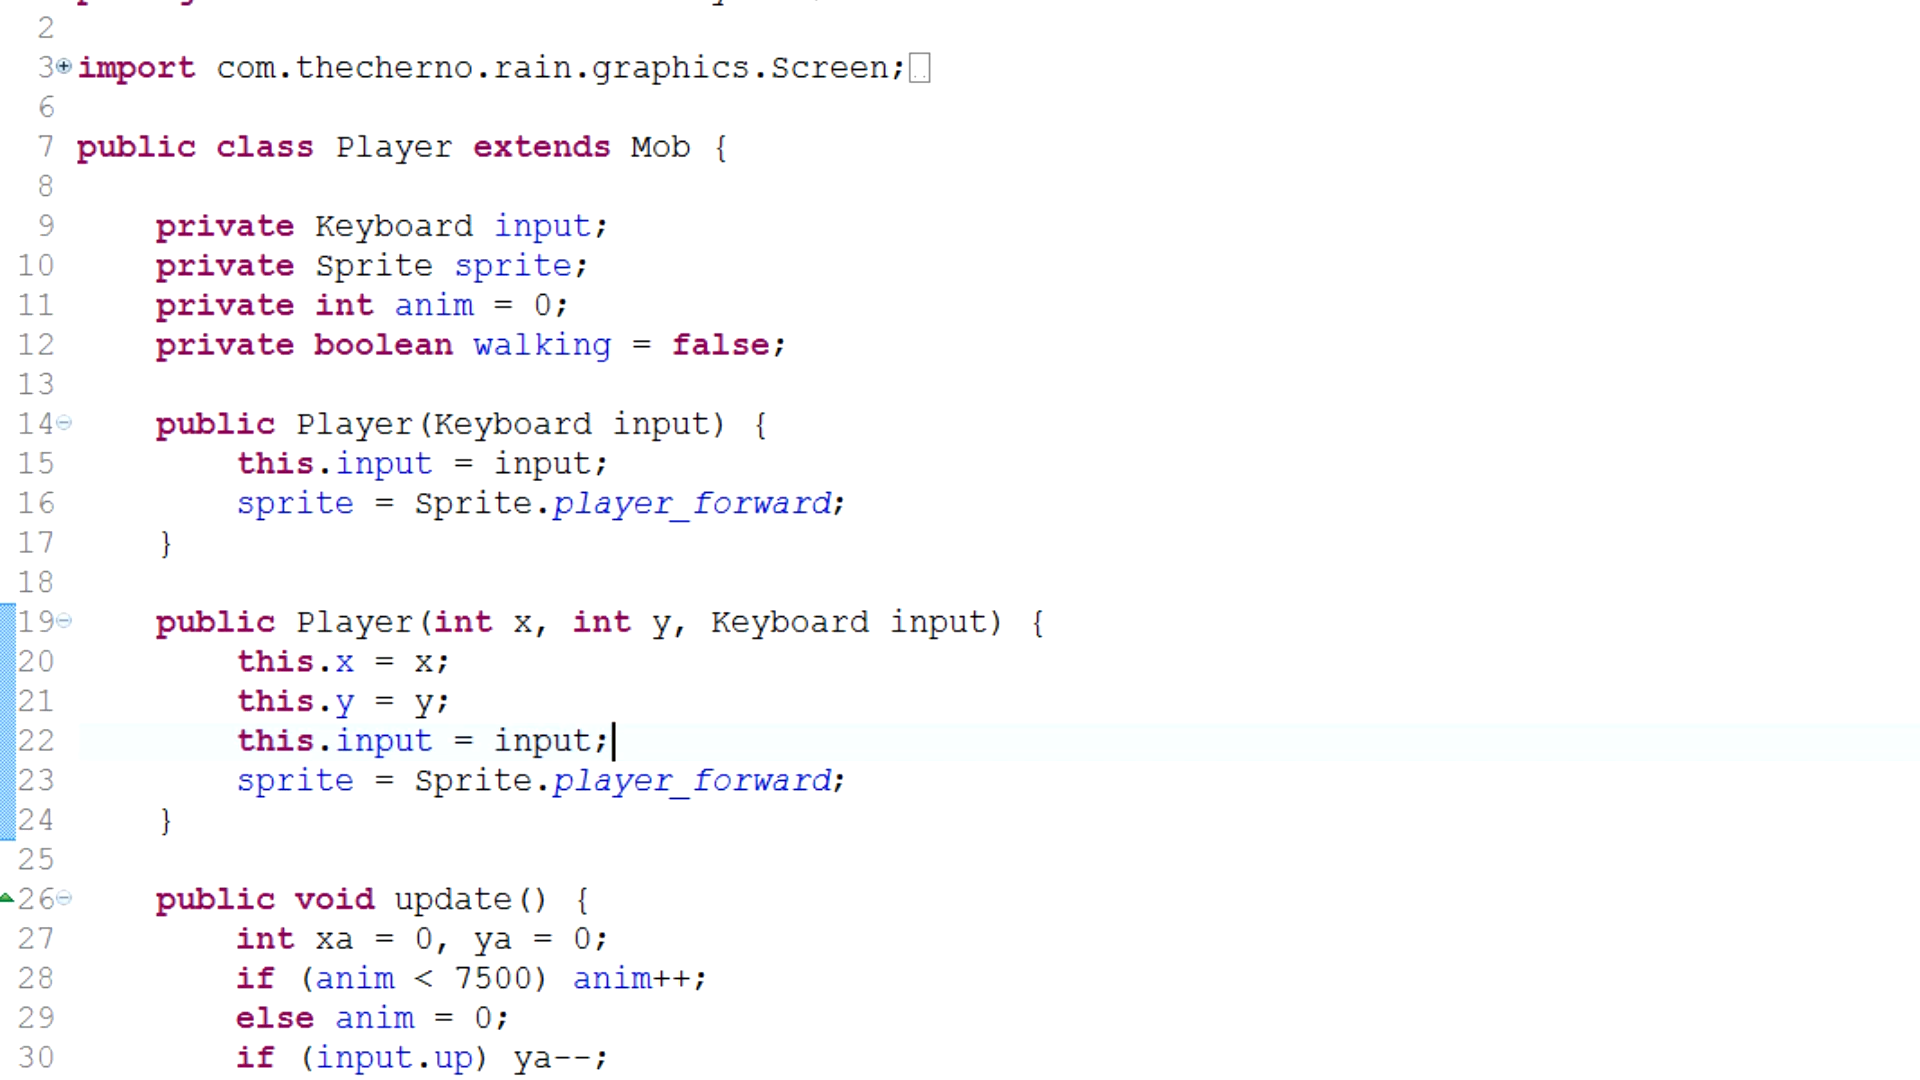 2
3 import com.thecherno.rain.graphics.Screen;
6
7 public class Player extends Mob {
8
9 private Keyboard input;
10 private Sprite sprite;
11 private int anim = 0;
12 private boolean walking = false;
13
14 public Player(Keyboard input) {
15 this.input = input;
16 sprite = Sprite.player_forward;
17 }
18
19 public Player(int x, int y, Keyboard input) {
20 this.x = x;
21 this.y = y;
22 this.input = input;
23 sprite = Sprite.player_forward;
24 }
25
26 public void update() {
27 int xa = 0, ya = 0;
28 if (anim < 7500) anim++;
29 else anim = 0;
30 if (input.up) ya--;